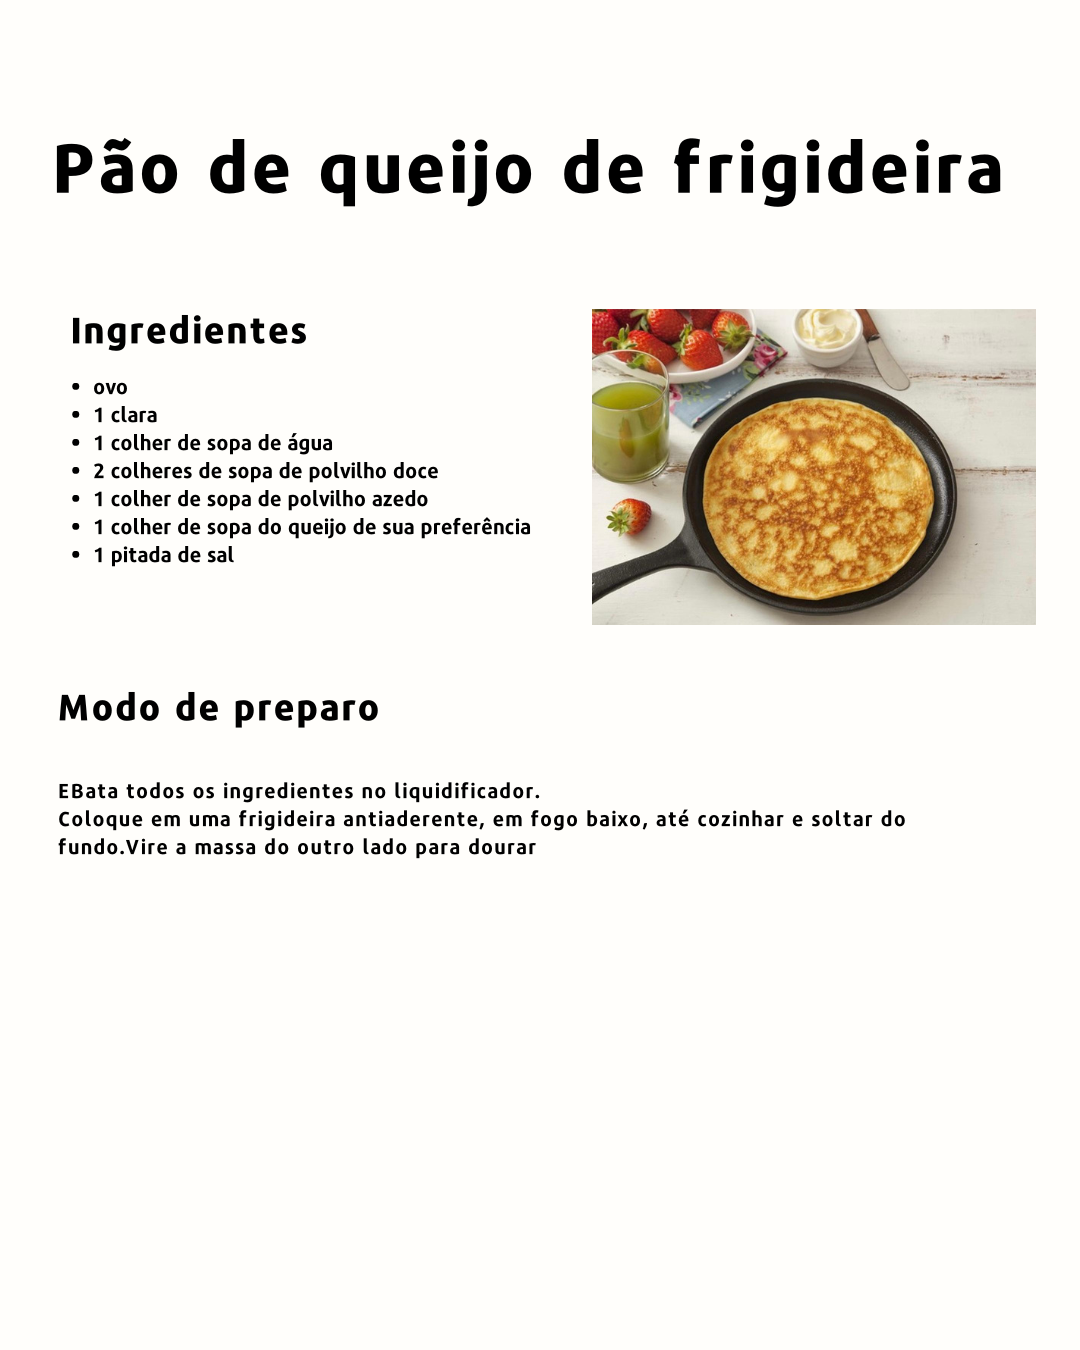 Pão de queijo de frigideira
Ingredientes
• ovo
• 1 clara
• 1 colher de sopa de água
• 2 colheres de sopa de polvilho doce
• 1 colher de sopa de polvilho azedo
• 1 colher de sopa do queijo de sua preferência
• 1 pitada de sal
Modo de preparo
EBata todos os ingredientes no liquidificador.
Coloque em uma frigideira antiaderente, em fogo baixo, até cozinhar e soltar do
fundo.Vire a massa do outro lado para dourar